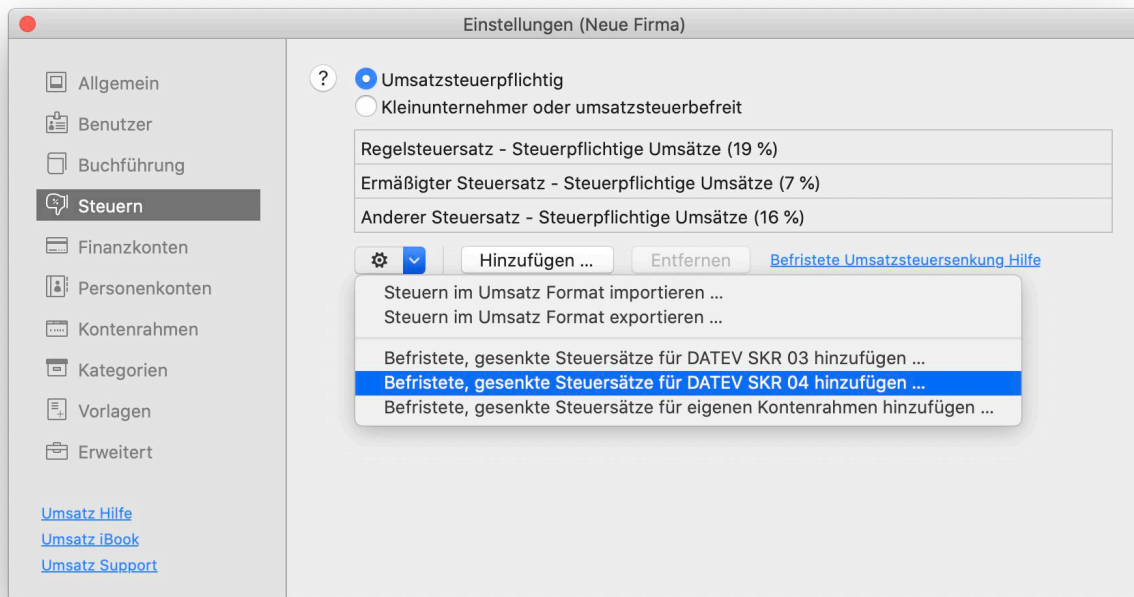 Einstellungen (Neue Firma)
Allgemein
Benutzer
Buchführung
Steuern
Finanzkonten
Personenkonten
Kontenrahmen
Kategorien
Vorlagen
Erweitert
Umsatz Hilfe
Umsatz iBook
Umsatz Support
?
Umsatzsteuerpflichtig
Kleinunternehmer oder umsatzsteuerbefreit
Regelsteuersatz - Steuerpflichtige Umsätze (19 %)
Ermäßigter Steuersatz - Steuerpflichtige Umsätze (7 %)
Anderer Steuersatz - Steuerpflichtige Umsätze (16 %)
Hinzufügen ... Entfernen Befristete Umsatzsteuersenkung Hilfe
Steuern im Umsatz Format importieren ...
Steuern im Umsatz Format exportieren ...
Befristete, gesenkte Steuersätze für DATEV SKR 03 hinzufügen ...
Befristete, gesenkte Steuersätze für DATEV SKR 04 hinzufügen ...
Befristete, gesenkte Steuersätze für eigenen Kontenrahmen hinzufügen ...